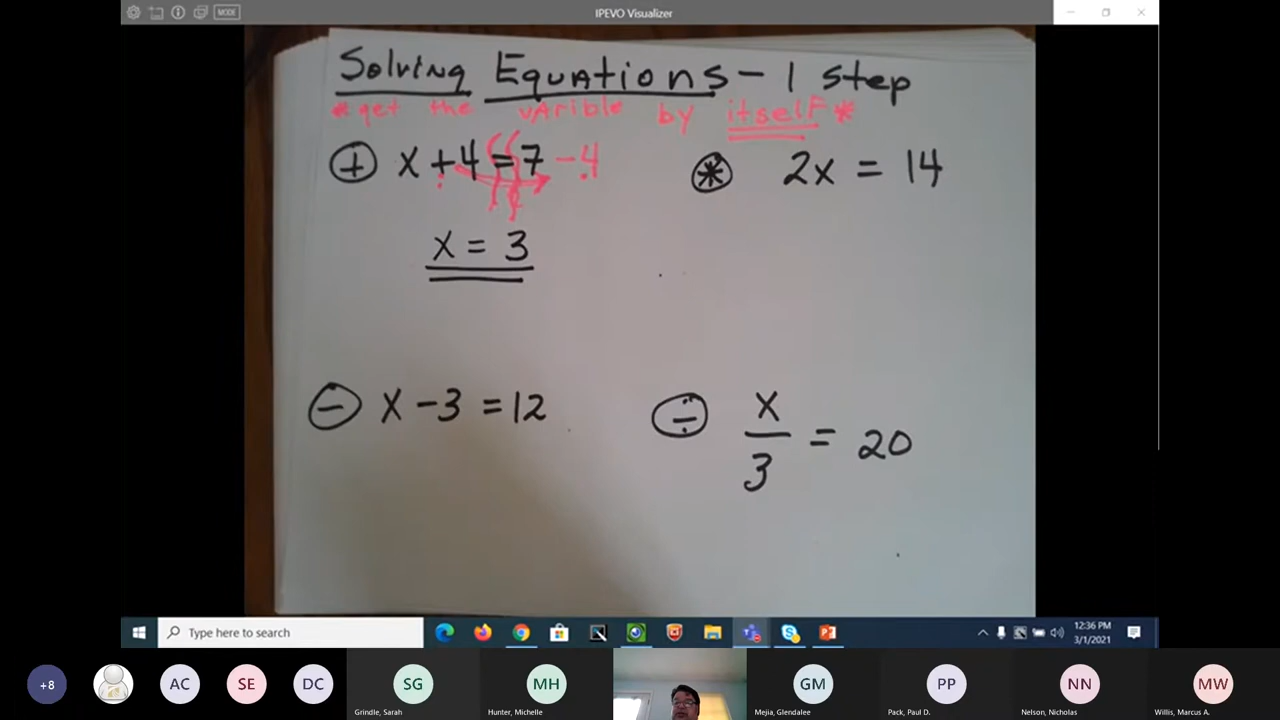 IPEVO Visualizer
MODE
Solving Equations - 1 step
*get the varible by itself*
+ x + 4 = 7 - 4
* 2x = 14
x = 3
- x - 3 = 12
÷ x/3 = 20
Type here to search
12:36 PM
3/1/2021
+8
AC
SE
DC
SG
MH
GM
PP
NN
MW
Grindle, Sarah
Hunter, Michelle
Mejia, Glendalee
Pack, Paul D.
Nelson, Nicholas
Willis, Marcus A.